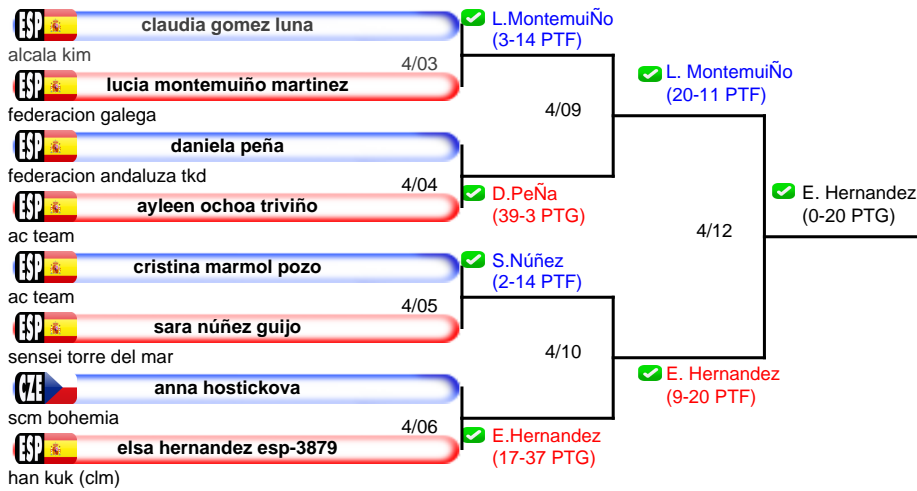 ESP claudia gomez luna
alcala kim
4/03
ESP lucia montemuiño martinez
federacion galega
L.MontemuiÑo
(3-14 PTF)
ESP daniela peña
federacion andaluza tkd
4/04
ESP ayleen ochoa triviño
ac team
D.PeÑa
(39-3 PTG)
4/09
L. MontemuiÑo
(20-11 PTF)
ESP cristina marmol pozo
ac team
4/05
ESP sara núñez guijo
sensei torre del mar
S.Núñez
(2-14 PTF)
CZE anna hostickova
scm bohemia
4/06
ESP elsa hernandez esp-3879
han kuk (clm)
E.Hernandez
(17-37 PTG)
4/10
E. Hernandez
(9-20 PTF)
4/12
E. Hernandez
(0-20 PTG)